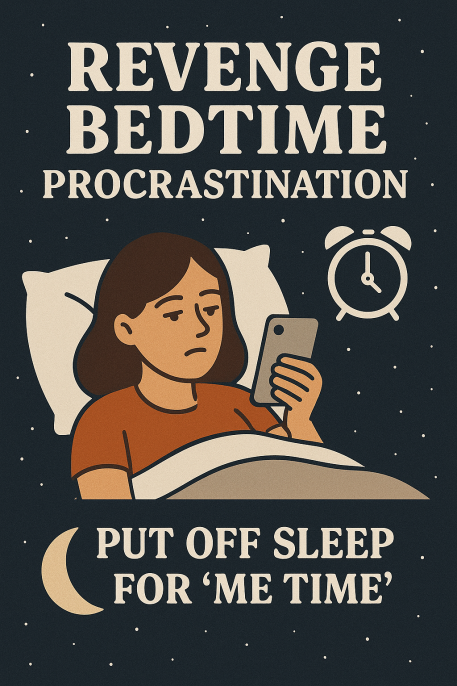 REVENGE
BEDTIME
PROCRASTINATION
PUT OFF SLEEP
FOR ‘ME TIME’